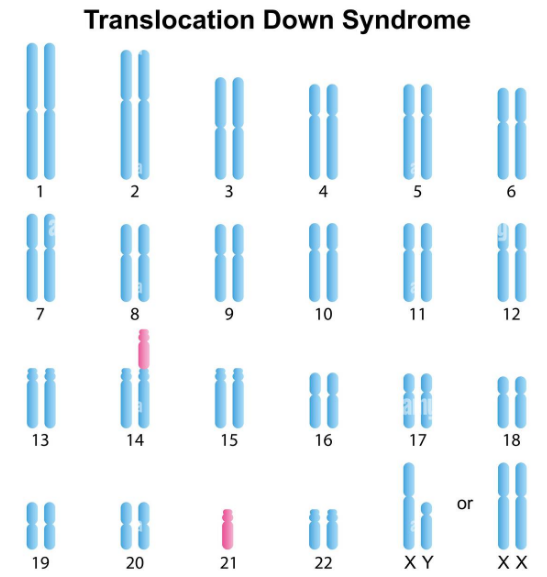 Translocation Down Syndrome
1 2 3 4 5 6
7 8 9 10 11 12
13 14 15 16 17 18
or
19 20 21 22 X Y X X